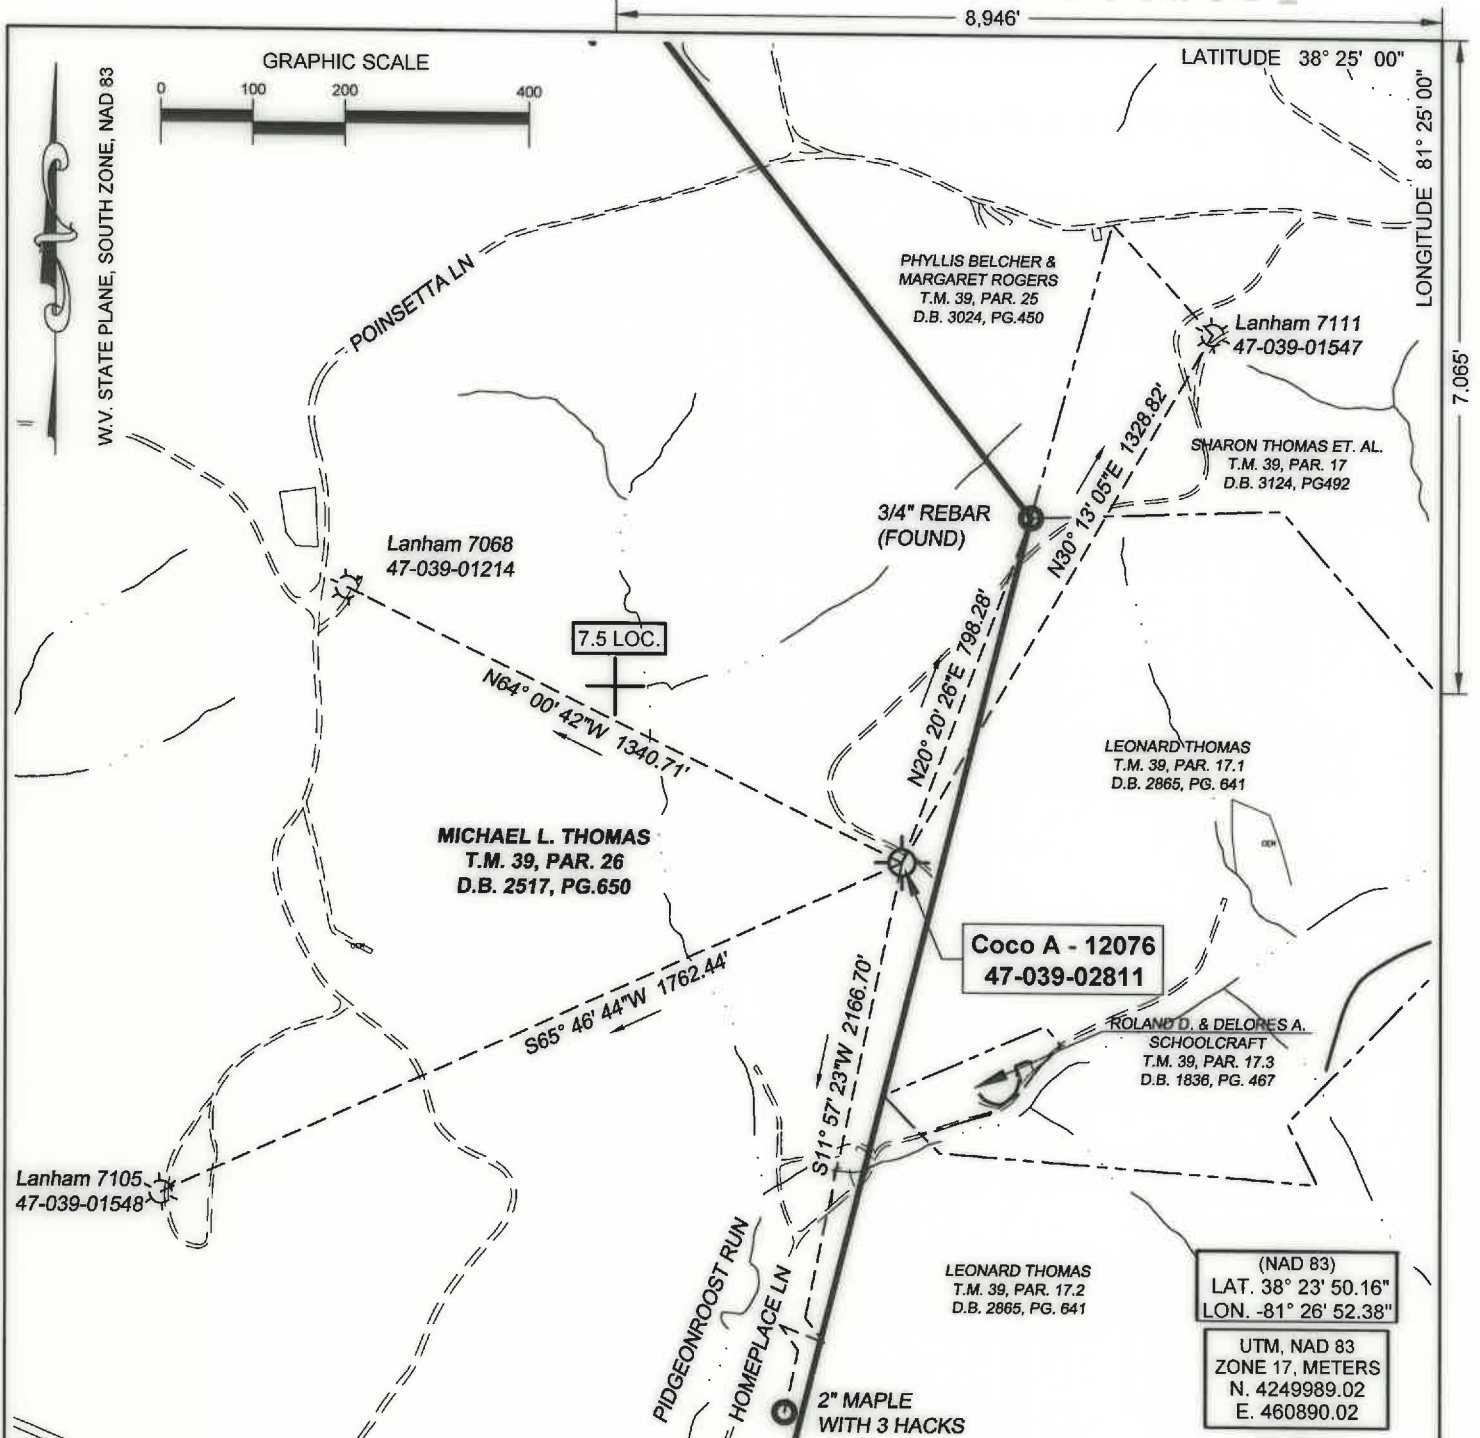 8,946'
GRAPHIC SCALE
0 100 200 400
LATITUDE 38° 25' 00"
LONGITUDE 81° 25' 00"
7,065'
W.V. STATE PLANE, SOUTH ZONE, NAD 83
POINSETTA LN
PHYLLIS BELCHER &
MARGARET ROGERS
T.M. 39, PAR. 25
D.B. 3024, PG.450
Lanham 7111
47-039-01547
N30° 13' 05"E 1328.82'
SHARON THOMAS ET. AL.
T.M. 39, PAR. 17
D.B. 3124, PG492
3/4" REBAR
(FOUND)
Lanham 7068
47-039-01214
7.5 LOC.
N64° 00' 42"W 1340.71'
N20° 20' 26"E 798.28'
LEONARD THOMAS
T.M. 39, PAR. 17.1
D.B. 2865, PG. 641
MICHAEL L. THOMAS
T.M. 39, PAR. 26
D.B. 2517, PG.650
Coco A - 12076
47-039-02811
S65° 46' 44"W 1762.44'
S11° 57' 23"W 2166.70'
ROLAND D. & DELORES A.
SCHOOLCRAFT
T.M. 39, PAR. 17.3
D.B. 1836, PG. 467
Lanham 7105
47-039-01548
PIDGEONROOST RUN
HOMEPLACE LN
LEONARD THOMAS
T.M. 39, PAR. 17.2
D.B. 2865, PG. 641
(NAD 83)
LAT. 38° 23' 50.16"
LON. -81° 26' 52.38"
UTM, NAD 83
ZONE 17, METERS
N. 4249989.02
E. 460890.02
2" MAPLE
WITH 3 HACKS